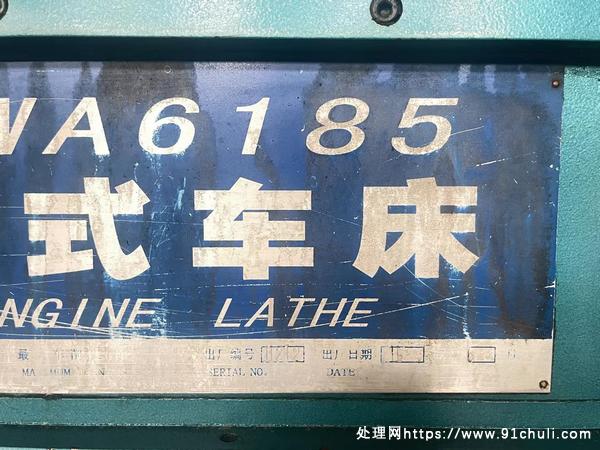 WA6185
式车床
NGINE LATHE
最 出厂编号 出厂日期
SERIAL NO. DATE
处理网https://www.91chuli.com